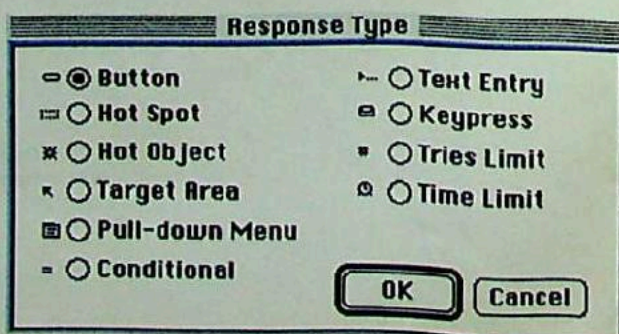 Response Type
Button
Hot Spot
Hot Object
Target Area
Pull-down Menu
Conditional
Text Entry
Keypress
Tries Limit
Time Limit
OK
Cancel